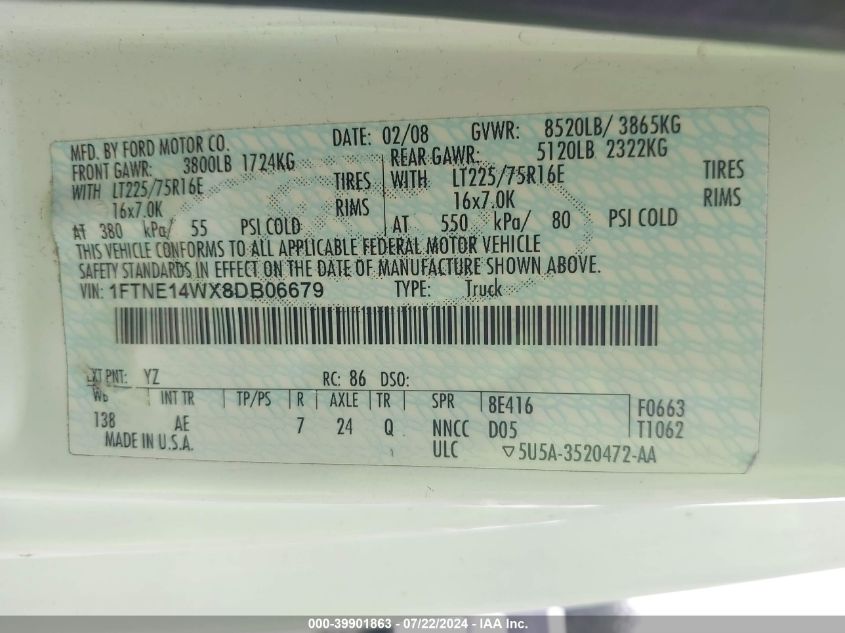 MFD. BY FORD MOTOR CO. DATE: 02/08 GVWR: 8520LB/ 3865KG
FRONT GAWR: 3800LB 1724KG REAR GAWR: 5120LB 2322KG
WITH LT225/75R16E TIRES WITH LT225/75R16E TIRES
16x7.0K RIMS 16x7.0K RIMS
AT 380 kPa/ 55 PSI COLD AT 550 kPa/ 80 PSI COLD
THIS VEHICLE CONFORMS TO ALL APPLICABLE FEDERAL MOTOR VEHICLE
SAFETY STANDARDS IN EFFECT ON THE DATE OF MANUFACTURE SHOWN ABOVE.
VIN: 1FTNE14WX8DB06679 TYPE: Truck
EXT PNT: YZ RC: 86 DSO:
WB INT TR TP/PS R AXLE TR SPR 8E416 F0663
138 AE 7 24 Q NNCC D05 T1062
MADE IN U.S.A. ULC ▽5U5A-3520472-AA
000-39901863 - 07/22/2024 - IAA Inc.